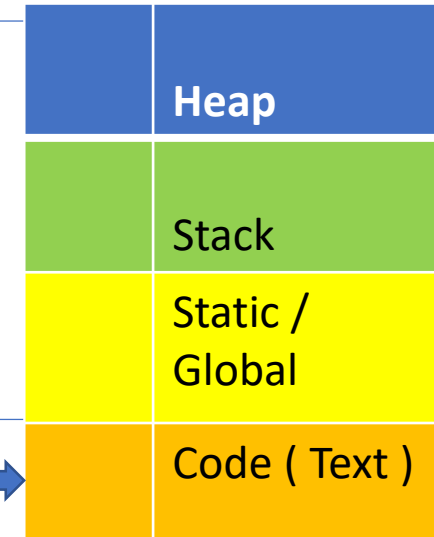 Heap
Stack
Static /
Global
Code ( Text )